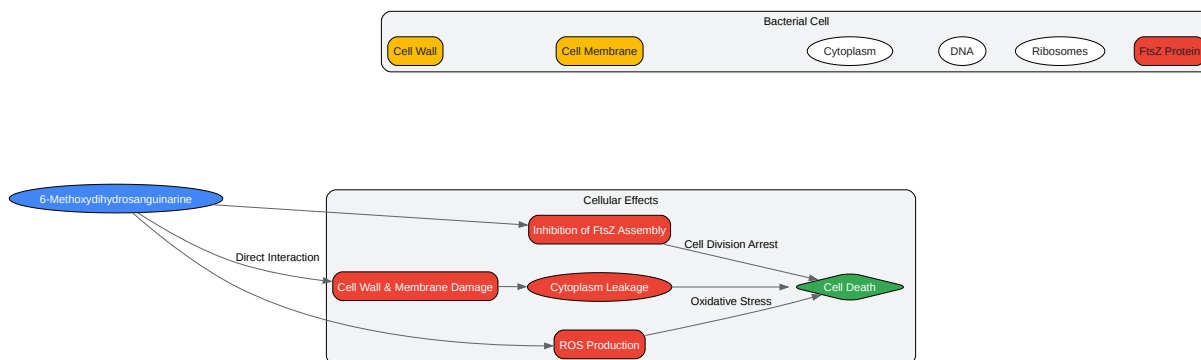 Bacterial Cell
Cell Wall
Cell Membrane
Cytoplasm
DNA
Ribosomes
FtsZ Protein
6-Methoxydihydrosanguinarine
Cellular Effects
Inhibition of FtsZ Assembly
Cell Division Arrest
Direct Interaction
Cell Wall & Membrane Damage
Cytoplasm Leakage
Cell Death
Oxidative Stress
ROS Production